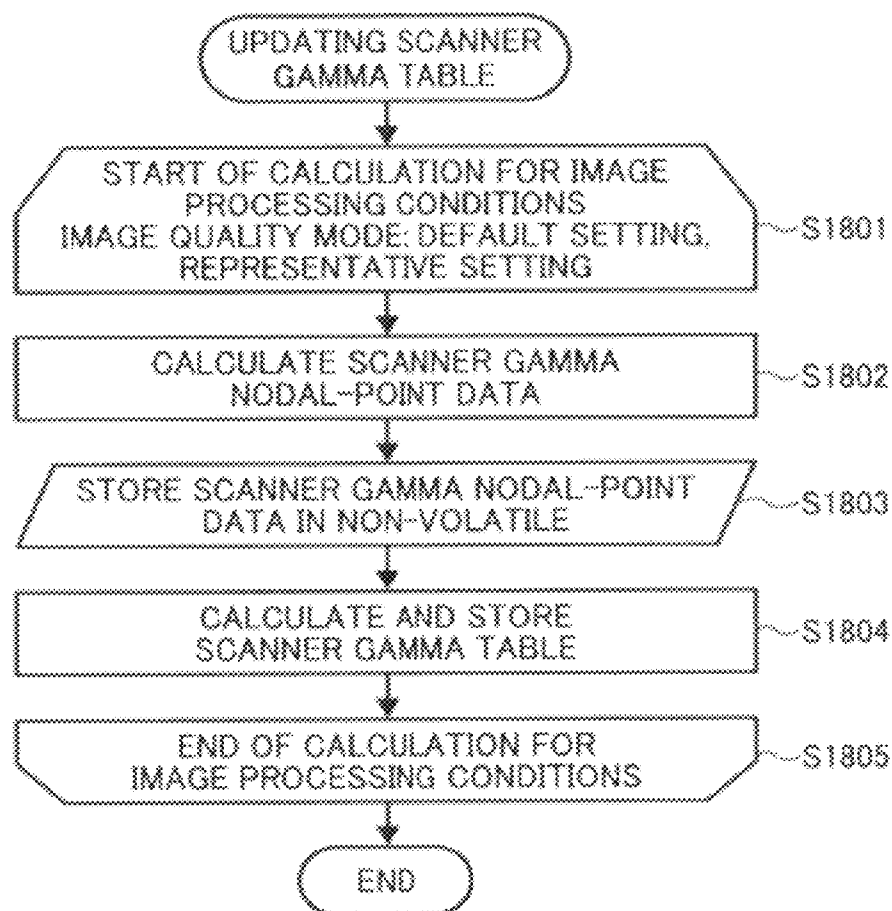 UPDATING SCANNER
GAMMA TABLE
START OF CALCULATION FOR IMAGE
PROCESSING CONDITIONS
IMAGE QUALITY MODE: DEFAULT SETTING,
REPRESENTATIVE SETTING
S1801
CALCULATE SCANNER GAMMA
NODAL-POINT DATA
S1802
STORE SCANNER GAMMA NODAL-POINT
DATA IN NON-VOLATILE
S1803
CALCULATE AND STORE
SCANNER GAMMA TABLE
S1804
END OF CALCULATION FOR
IMAGE PROCESSING CONDITIONS
S1805
END